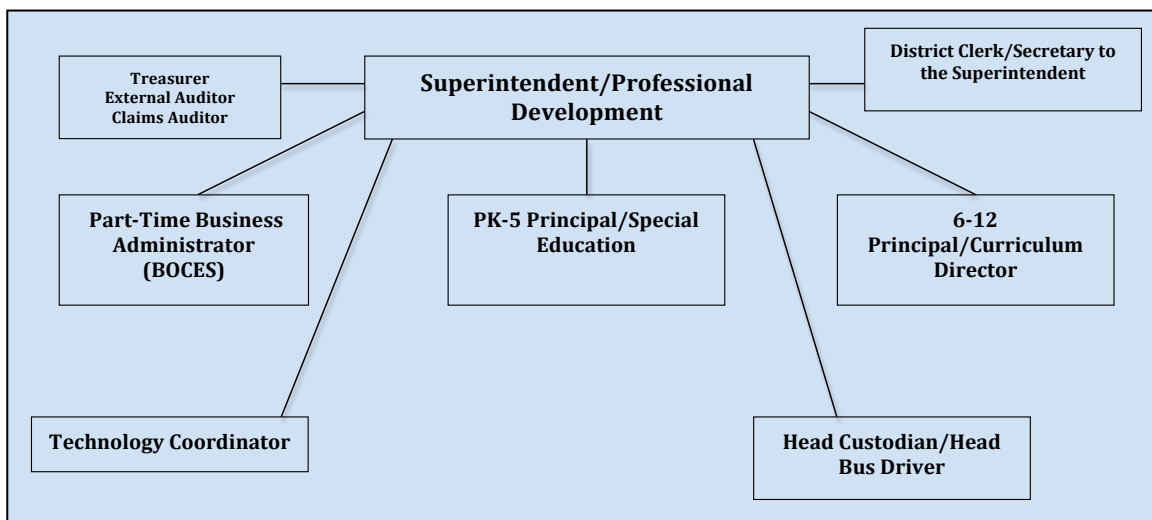 Treasurer
External Auditor
Claims Auditor
Superintendent/Professional
Development
District Clerk/Secretary to
the Superintendent
Part-Time Business
Administrator
(BOCES)
PK-5 Principal/Special
Education
6-12
Principal/Curriculum
Director
Technology Coordinator
Head Custodian/Head
Bus Driver